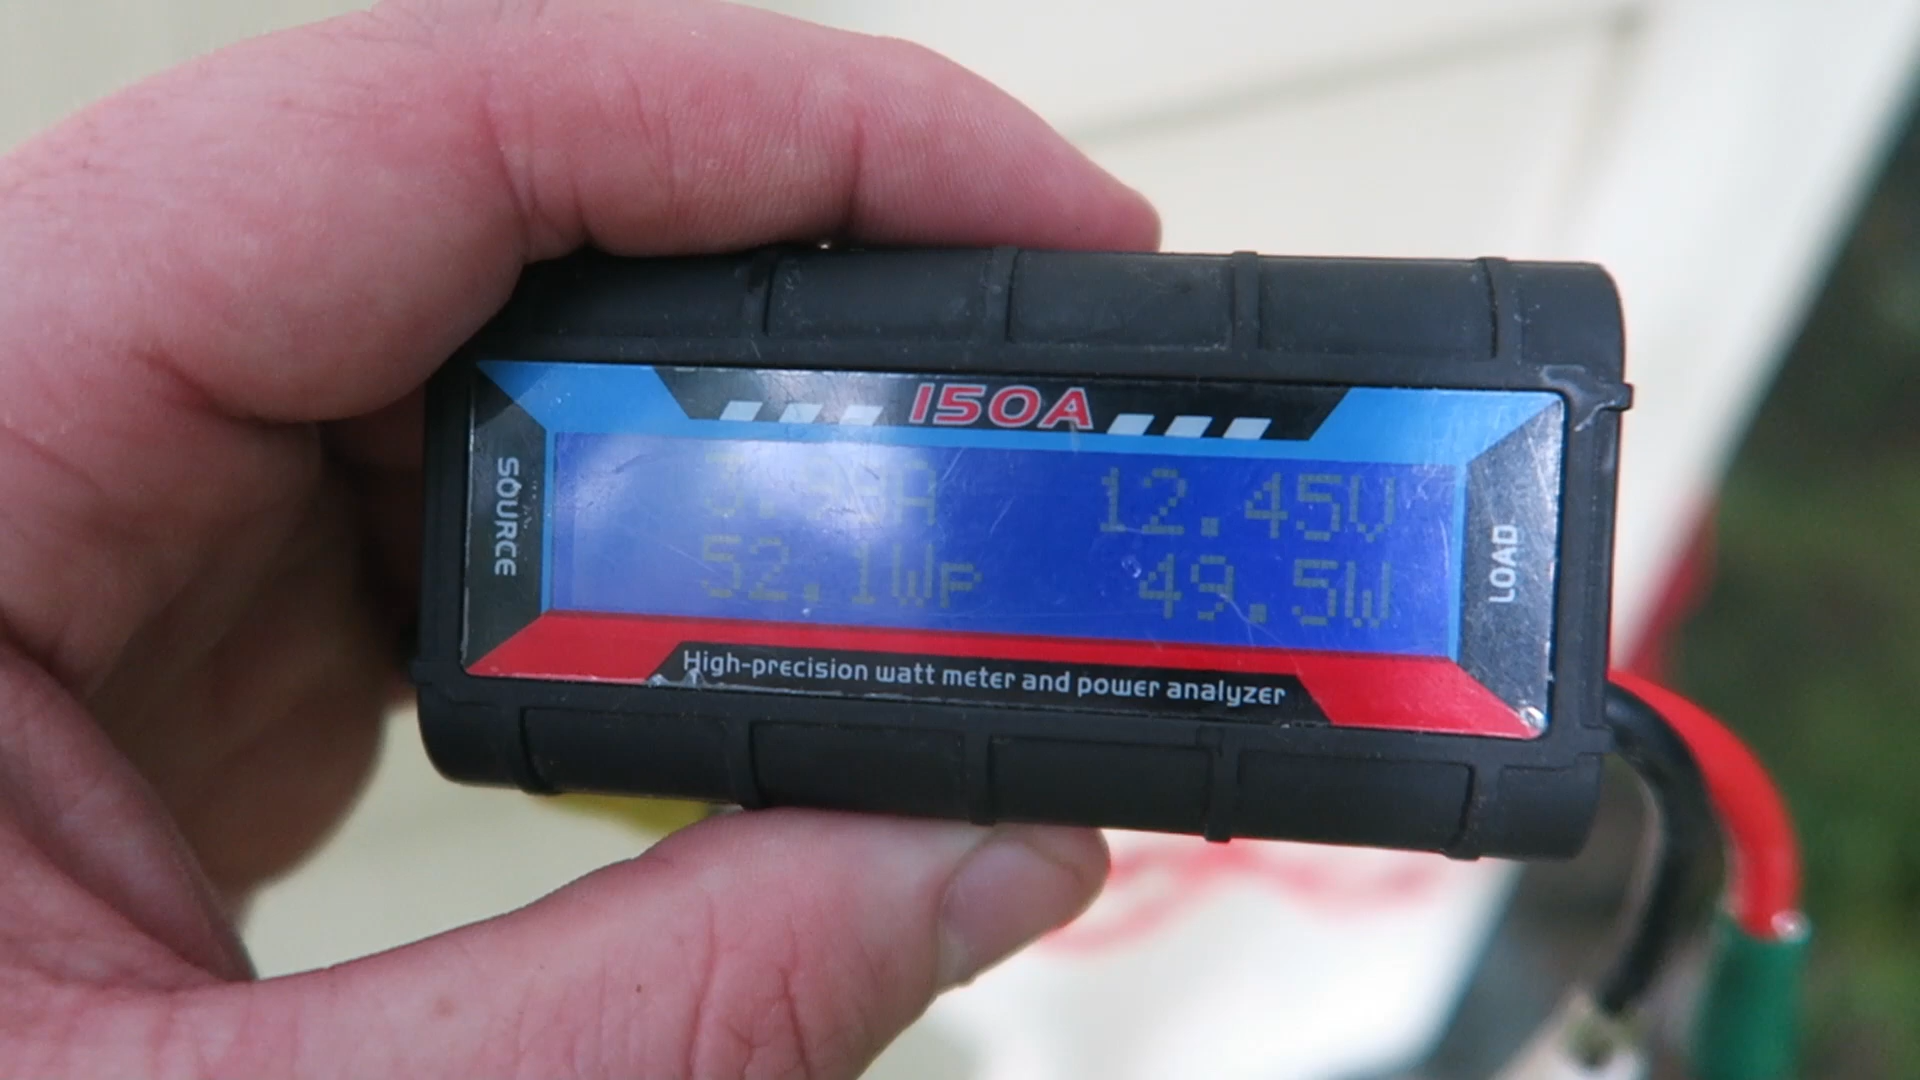 150A
SOURCE
12.45V
52.1Wp 49.5W
LOAD
High-precision watt meter and power analyzer